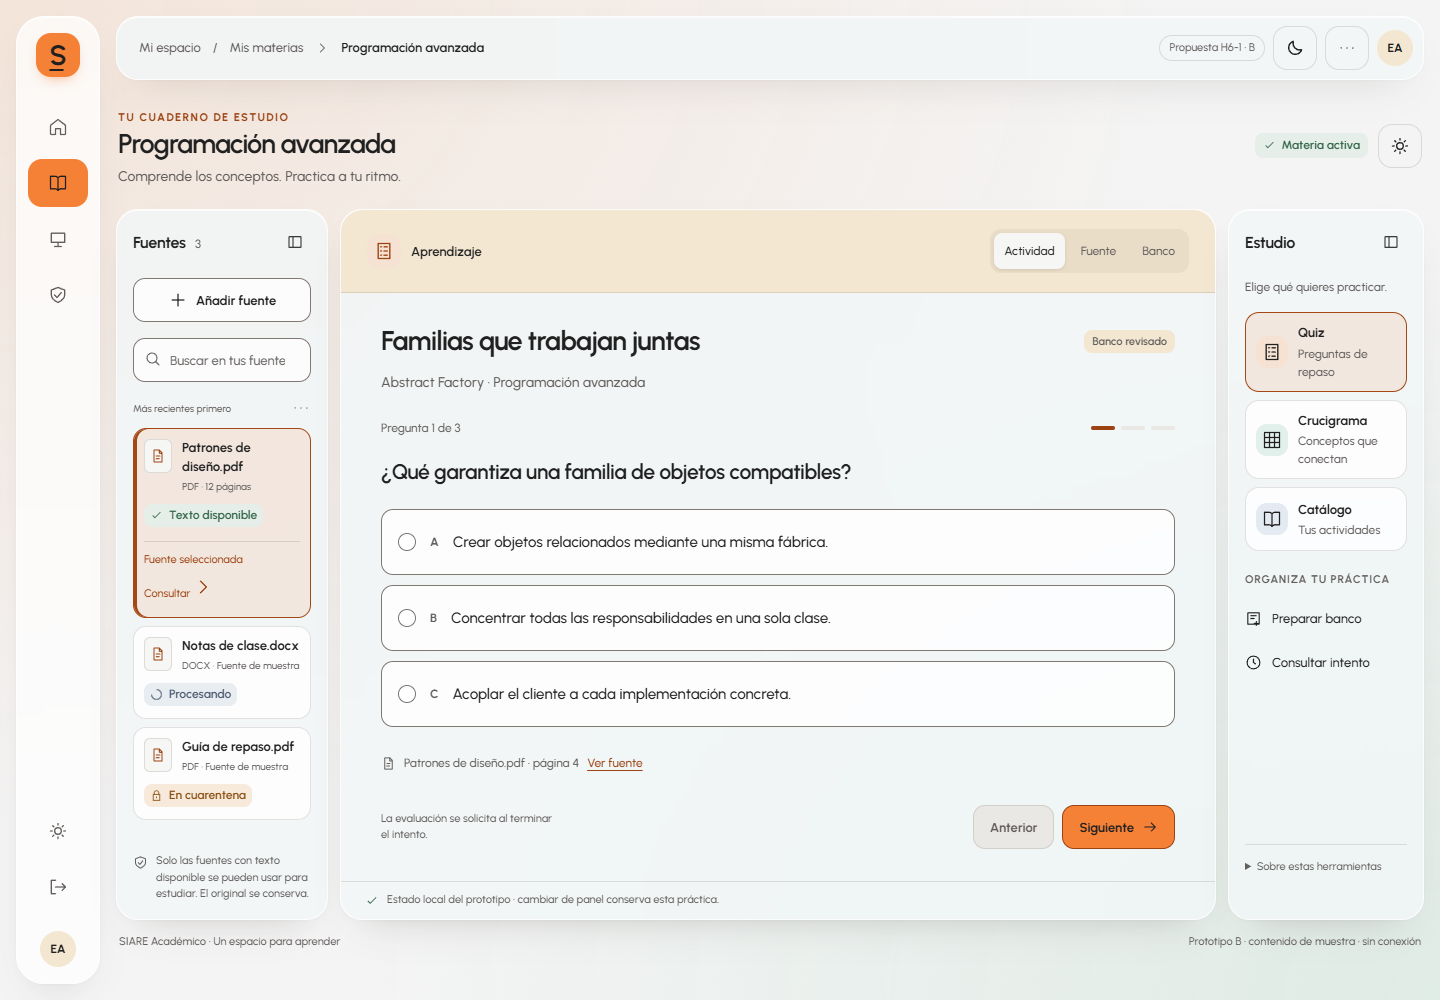 S
Mi espacio / Mis materias > Programación avanzada
Propuesta H6-1 · B
EA
TU CUADERNO DE ESTUDIO
Programación avanzada
Comprende los conceptos. Practica a tu ritmo.
Materia activa
Fuentes 3
Añadir fuente
Buscar en tus fuente
Más recientes primero
Patrones de
diseño.pdf
PDF · 12 páginas
Texto disponible
Fuente seleccionada
Consultar
Notas de clase.docx
DOCX · Fuente de muestra
Procesando
Guía de repaso.pdf
PDF · Fuente de muestra
En cuarentena
Solo las fuentes con texto
disponible se pueden usar para
estudiar. El original se conserva.
Aprendizaje
Actividad Fuente Banco
Familias que trabajan juntas
Banco revisado
Abstract Factory · Programación avanzada
Pregunta 1 de 3
¿Qué garantiza una familia de objetos compatibles?
A Crear objetos relacionados mediante una misma fábrica.
B Concentrar todas las responsabilidades en una sola clase.
C Acoplar el cliente a cada implementación concreta.
Patrones de diseño.pdf · página 4 Ver fuente
La evaluación se solicita al terminar
el intento.
Anterior
Siguiente
Estado local del prototipo · cambiar de panel conserva esta práctica.
Estudio
Elige qué quieres practicar.
Quiz
Preguntas de
repaso
Crucigrama
Conceptos que
conectan
Catálogo
Tus actividades
ORGANIZA TU PRÁCTICA
Preparar banco
Consultar intento
Sobre estas herramientas
EA
SIARE Académico · Un espacio para aprender
Prototipo B · contenido de muestra · sin conexión